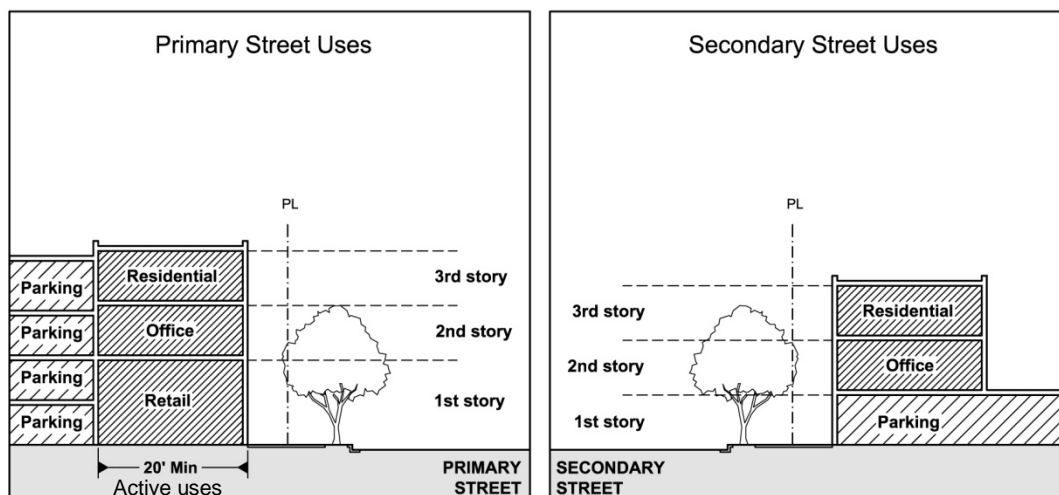 Primary Street Uses
PL
Residential
3rd story
Parking
Office
2nd story
Parking
Parking
Retail
1st story
Parking
20' Min
Active uses
PRIMARY
STREET
Secondary Street Uses
PL
3rd story
Residential
2nd story
Office
1st story
Parking
SECONDARY
STREET